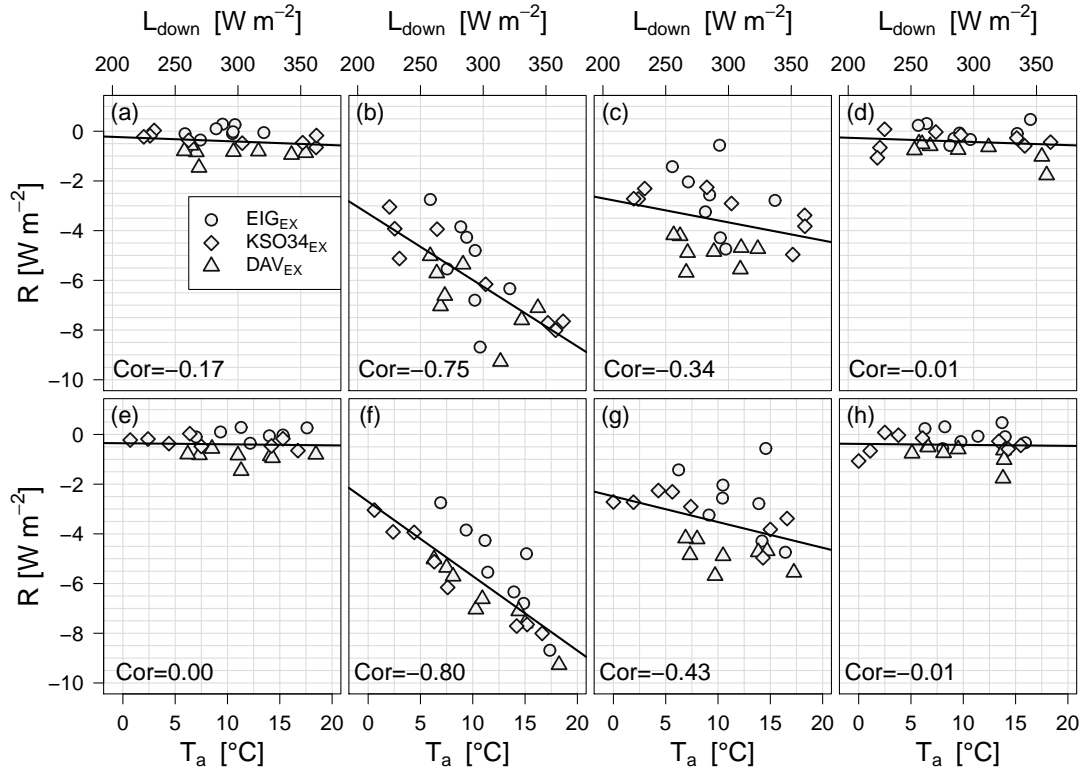 L_down [W m−2] L_down [W m−2] L_down [W m−2] L_down [W m−2]
200 250 300 350 200 250 300 350 200 250 300 350 200 250 300 350
(a) (b) (c) (d)
0
−2
−4
−6
−8
−10
R [W m−2]
EIG_EX
KSO34_EX
DAV_EX
Cor=−0.17 Cor=−0.75 Cor=−0.34 Cor=−0.01
(e) (f) (g) (h)
0
−2
−4
−6
−8
−10
R [W m−2]
Cor=0.00 Cor=−0.80 Cor=−0.43 Cor=−0.01
0 5 10 15 20 0 5 10 15 20 0 5 10 15 20 0 5 10 15 20
T_a [°C] T_a [°C] T_a [°C] T_a [°C]